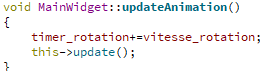 void MainWidget::updateAnimation()
{
    timer_rotation+=vitesse_rotation;
    this->update();
}